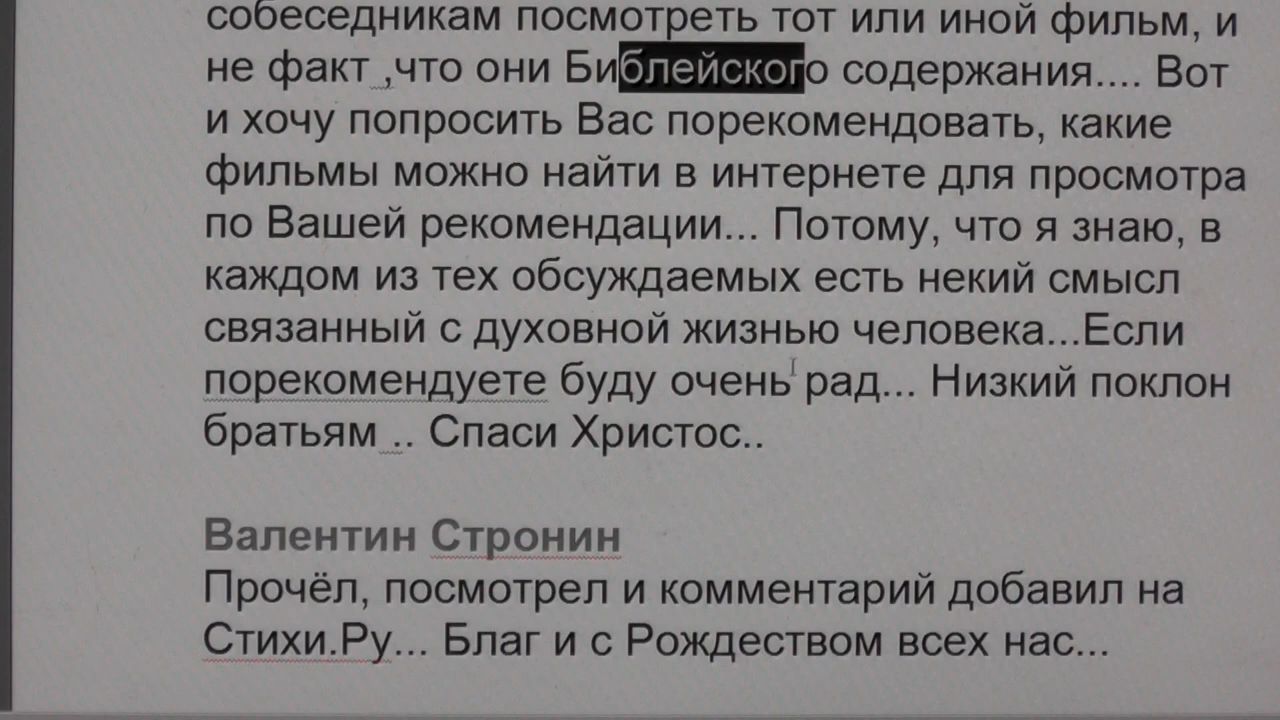 собеседникам посмотреть тот или иной фильм, и
не факт ,что они Библейского содержания.... Вот
и хочу попросить Вас порекомендовать, какие
фильмы можно найти в интернете для просмотра
по Вашей рекомендации... Потому, что я знаю, в
каждом из тех обсуждаемых есть некий смысл
связанный с духовной жизнью человека...Если
порекомендуете буду очень рад... Низкий поклон
братьям .. Спаси Христос..
Валентин Стронин
Прочёл, посмотрел и комментарий добавил на
Стихи.Ру... Благ и с Рождеством всех нас...